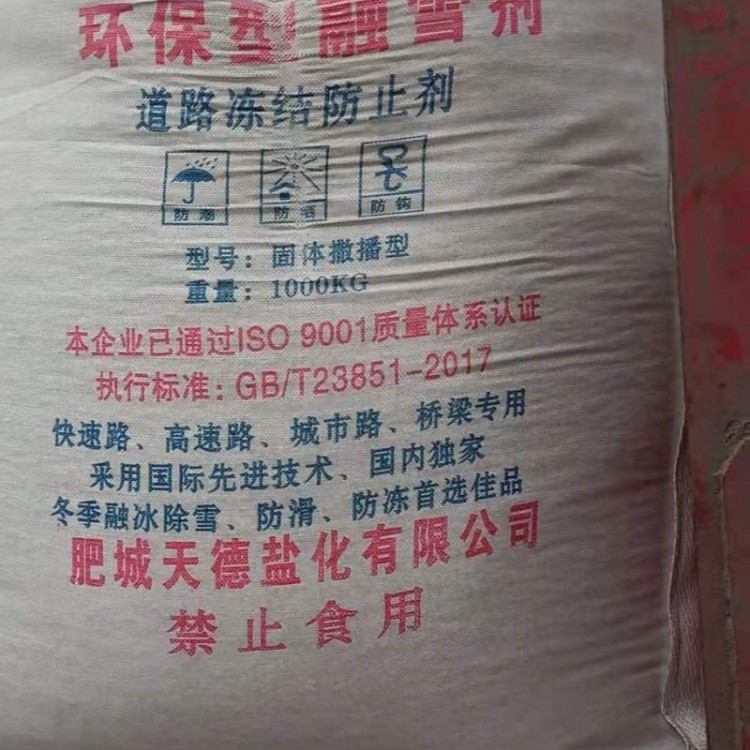 环保型融雪剂
道路冻结防止剂
防潮 防晒 防钩
型号：固体撒播型
重量：1000KG
本企业已通过ISO 9001质量体系认证
执行标准：GB/T23851-2017
快速路、高速路、城市路、桥梁专用
采用国际先进技术、国内独家
冬季融冰除雪、防滑、防冻首选佳品
肥城天德盐化有限公司
禁止食用